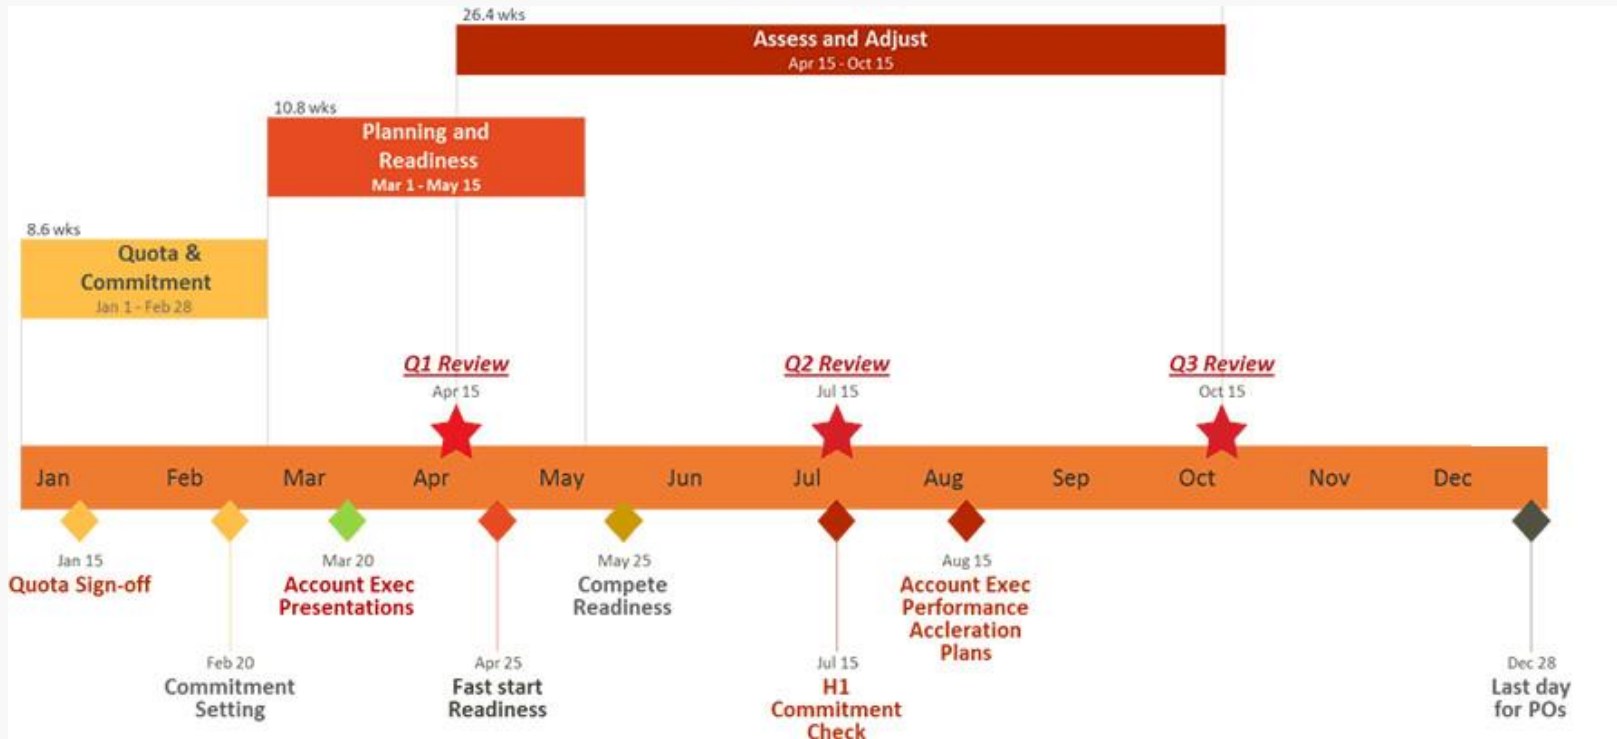 26.4 wks
Assess and Adjust
Apr 15 - Oct 15
10.8 wks
Planning and
Readiness
Mar 1 - May 15
8.6 wks
Quota &
Commitment
Jan 1 - Feb 28
Q1 Review
Apr 15
Q2 Review
Jul 15
Q3 Review
Oct 15
Jan Feb Mar Apr May Jun Jul Aug Sep Oct Nov Dec
Jan 15
Quota Sign-off
Feb 20
Commitment
Setting
Mar 20
Account Exec
Presentations
Apr 25
Fast start
Readiness
May 25
Compete
Readiness
Jul 15
H1
Commitment
Check
Aug 15
Account Exec
Performance
Accleration
Plans
Dec 28
Last day
for POs